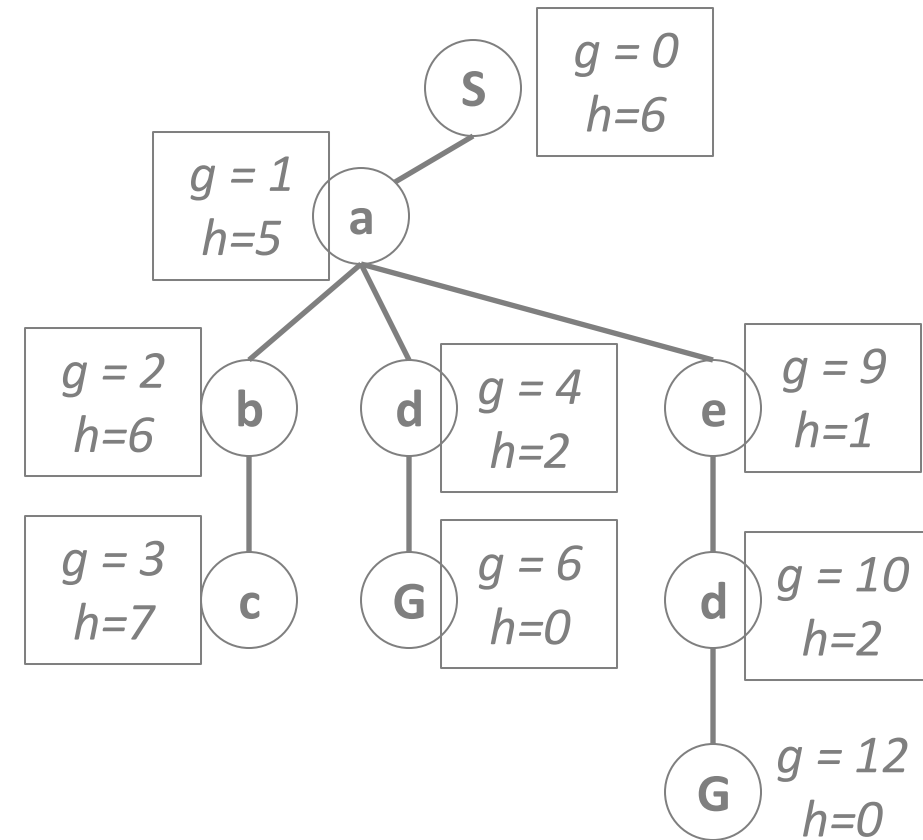 S
g = 0
h=6
g = 1
h=5
a
g = 2
h=6
b
d
g = 4
h=2
e
g = 9
h=1
g = 3
h=7
c
G
g = 6
h=0
d
g = 10
h=2
G
g = 12
h=0